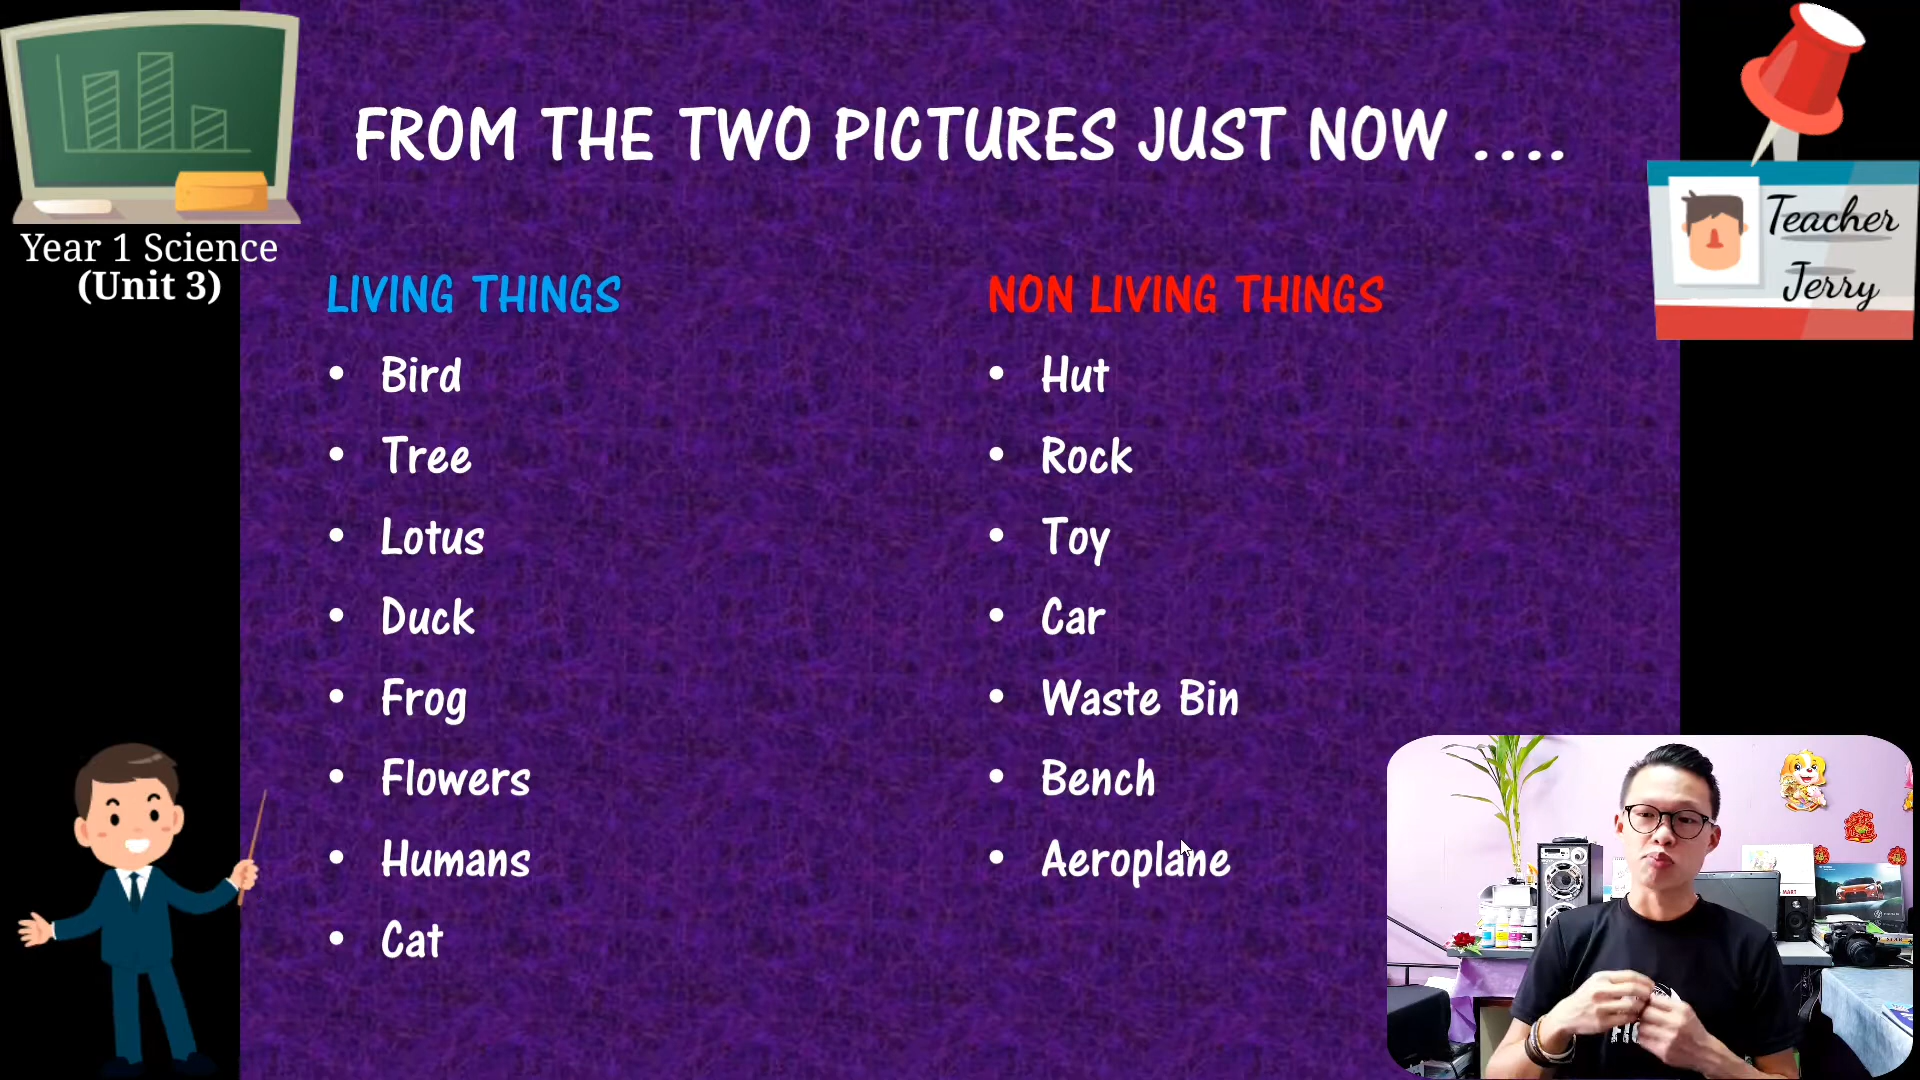 FROM THE TWO PICTURES JUST NOW ....
Year 1 Science
(Unit 3)
Teacher
Jerry
LIVING THINGS
• Bird
• Tree
• Lotus
• Duck
• Frog
• Flowers
• Humans
• Cat
NON LIVING THINGS
• Hut
• Rock
• Toy
• Car
• Waste Bin
• Bench
• Aeroplane
MART